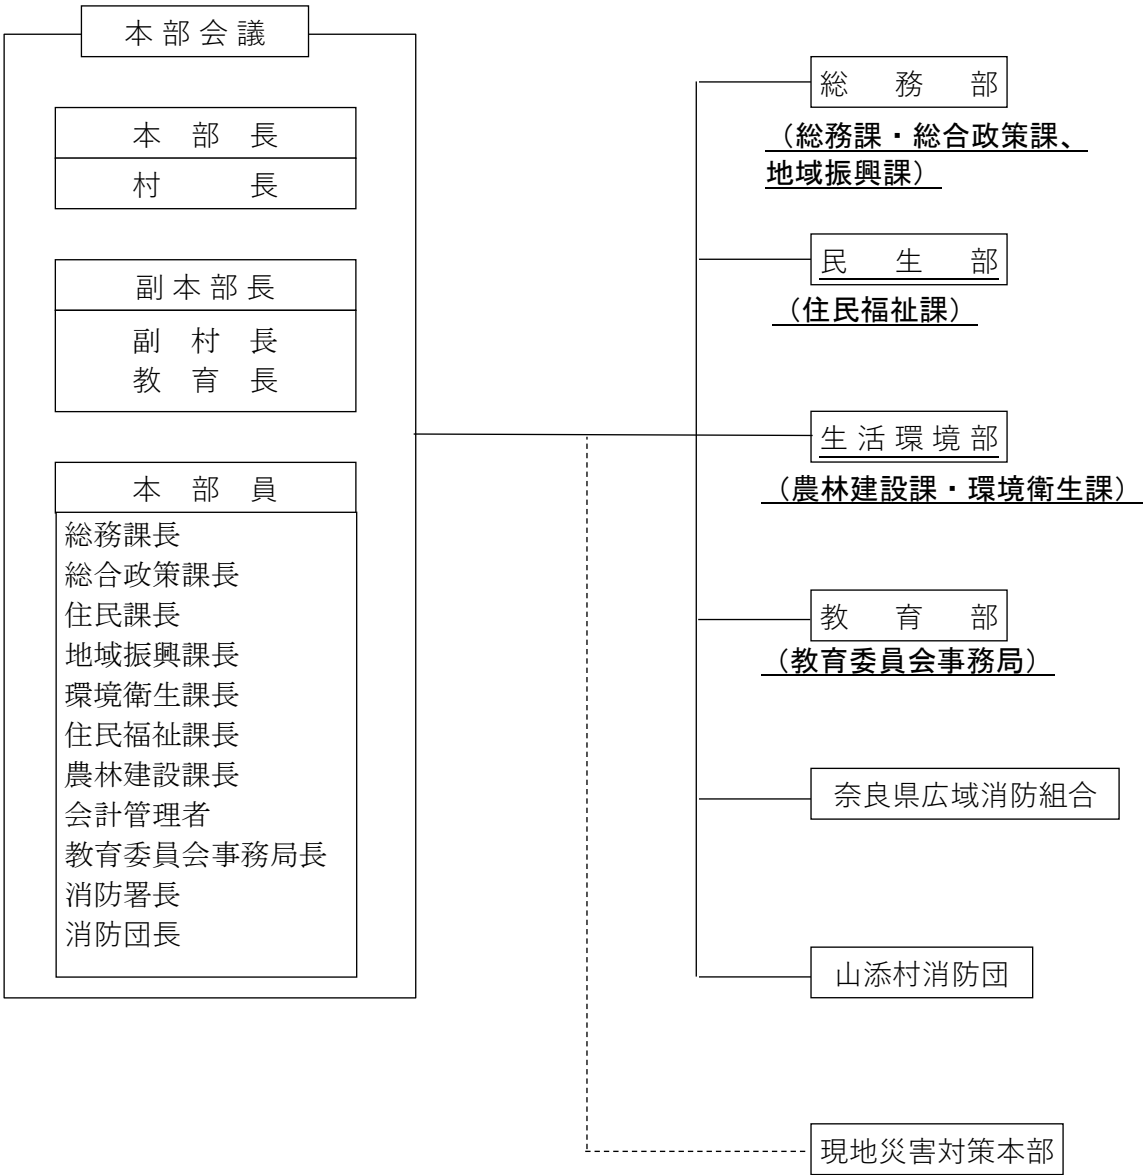 本部会議
本部長
村長
副本部長
副村長
教育長
本部員
総務課長
総合政策課長
住民課長
地域振興課長
環境衛生課長
住民福祉課長
農林建設課長
会計管理者
教育委員会事務局長
消防署長
消防団長
総務部
（総務課・総合政策課、
地域振興課）
民生部
（住民福祉課）
生活環境部
（農林建設課・環境衛生課）
教育部
（教育委員会事務局）
奈良県広域消防組合
山添村消防団
現地災害対策本部